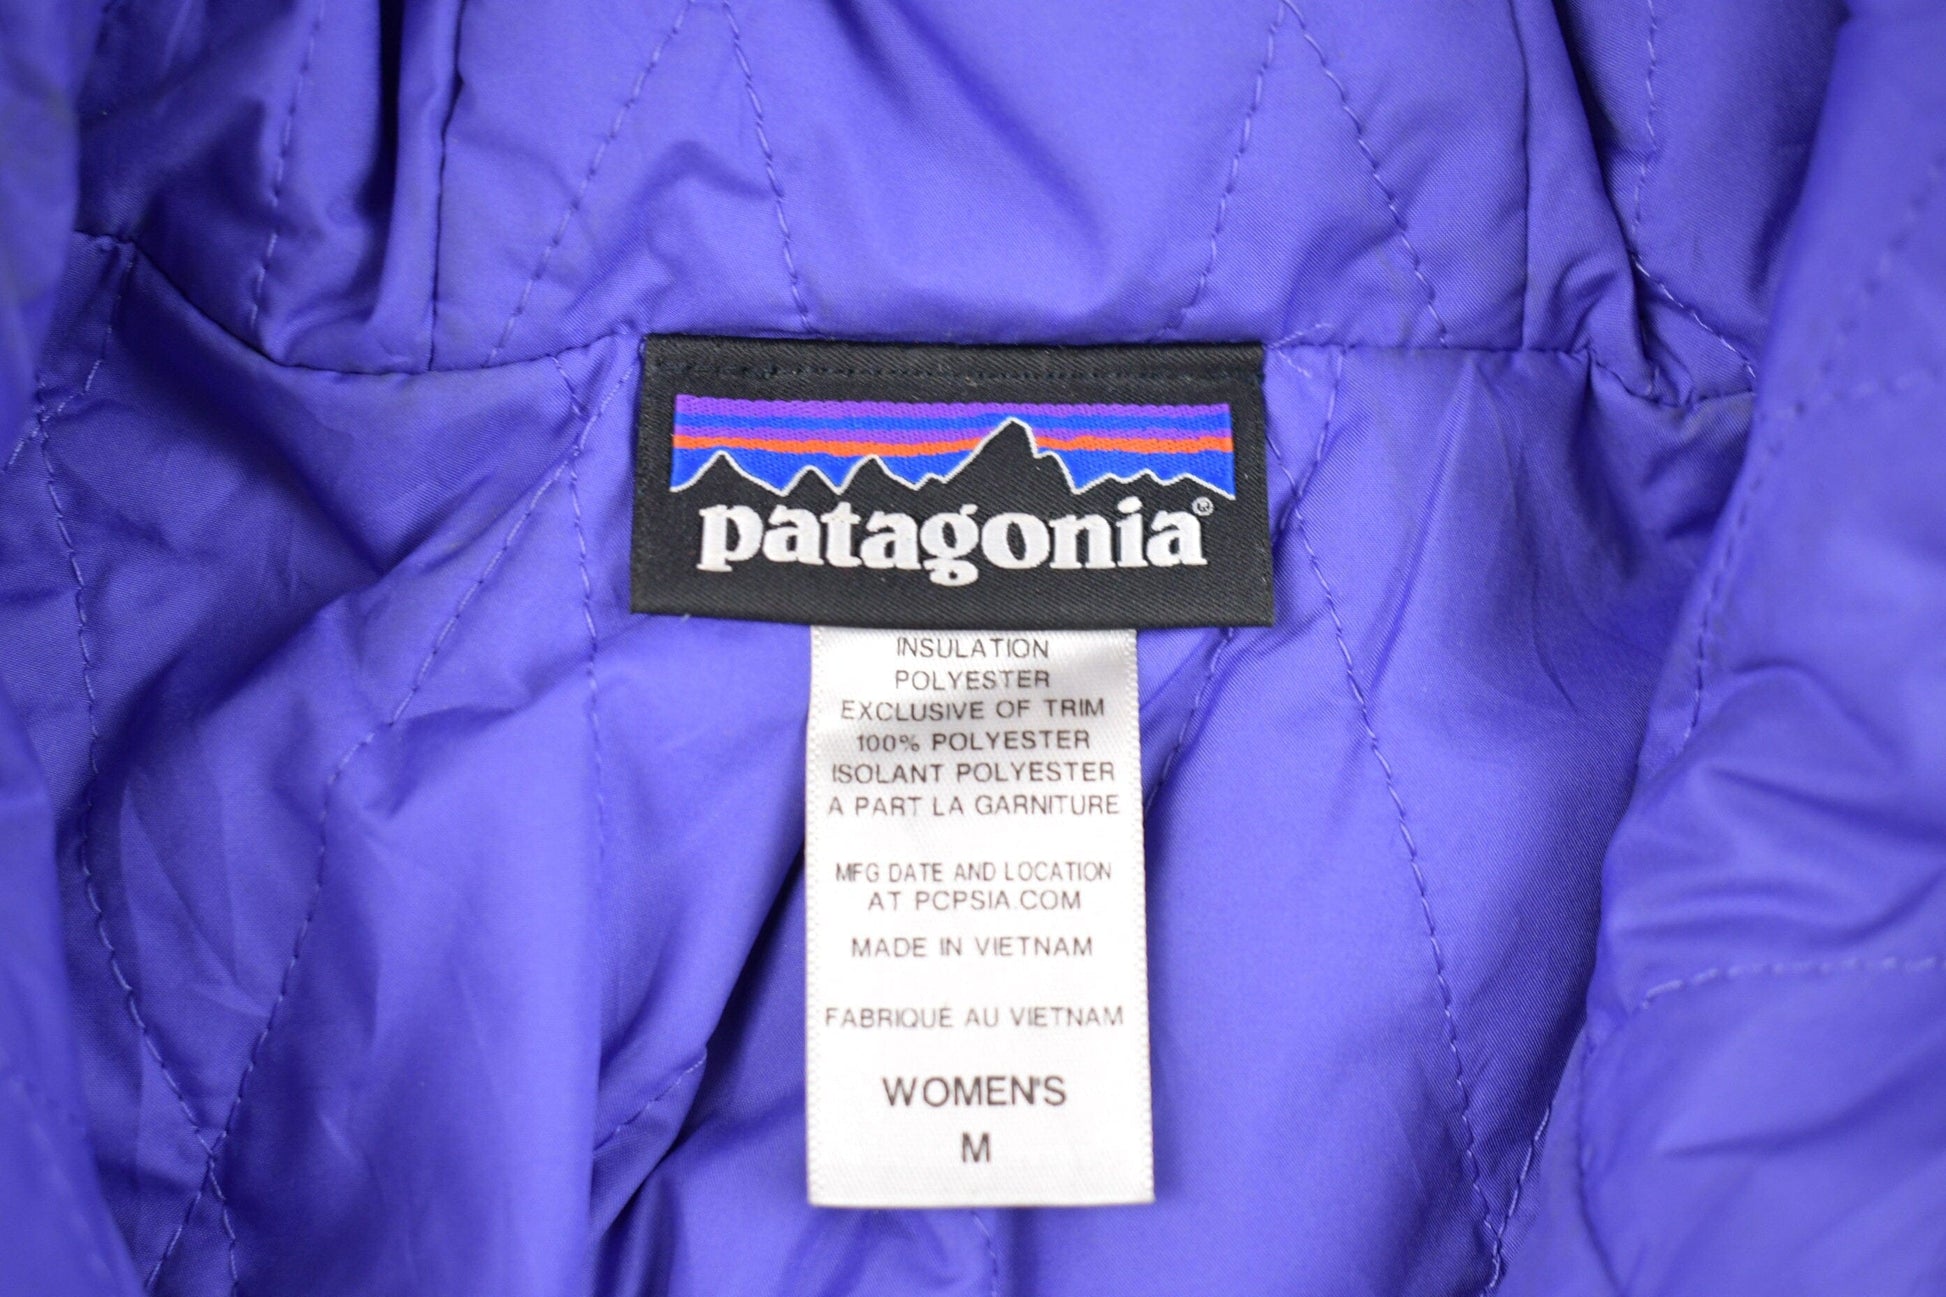 patagonia®
INSULATION
POLYESTER
EXCLUSIVE OF TRIM
100% POLYESTER
ISOLANT POLYESTER
A PART LA GARNITURE
MFG DATE AND LOCATION
AT PCPSIA.COM
MADE IN VIETNAM
FABRIQUÉ AU VIETNAM
WOMEN'S
M